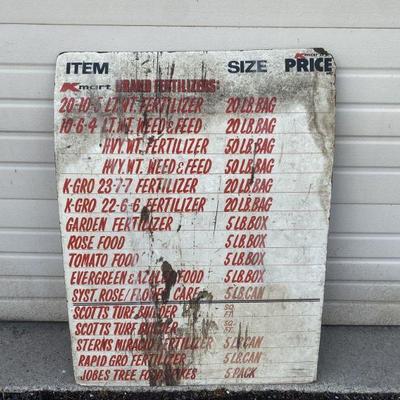 ITEM SIZE Kmart PRICE
Kmart BRAND FERTILIZERS
20-10-5 LT. WT. FERTILIZER 20 LB. BAG
10-6-4 LT. WT. WEED & FEED 20 LB. BAG
HVY. WT. FERTILIZER 50 LB. BAG
HVY. WT. WEED & FEED 50 LB. BAG
K-GRO 23-7-7 FERTILIZER 20 LB. BAG
K-GRO 22-6-6 FERTILIZER 20 LB. BAG
GARDEN FERTILIZER 5 LB. BOX
ROSE FOOD 5 LB. BOX
TOMATO FOOD 5 LB. BOX
EVERGREEN & AZALEA FOOD 5 LB. BOX
SYST. ROSE/FLOWER CARE 5 LB. CAN
SCOTTS TURF BUILDER SQ. FT.
SCOTTS TURF BUILDER SQ. FT.
STERNS MIRACLE FERTILIZER 5 LB. CAN
RAPID GRO FERTILIZER 5 LB. CAN
JOBES TREE FOOD SPIKES 5 PACK